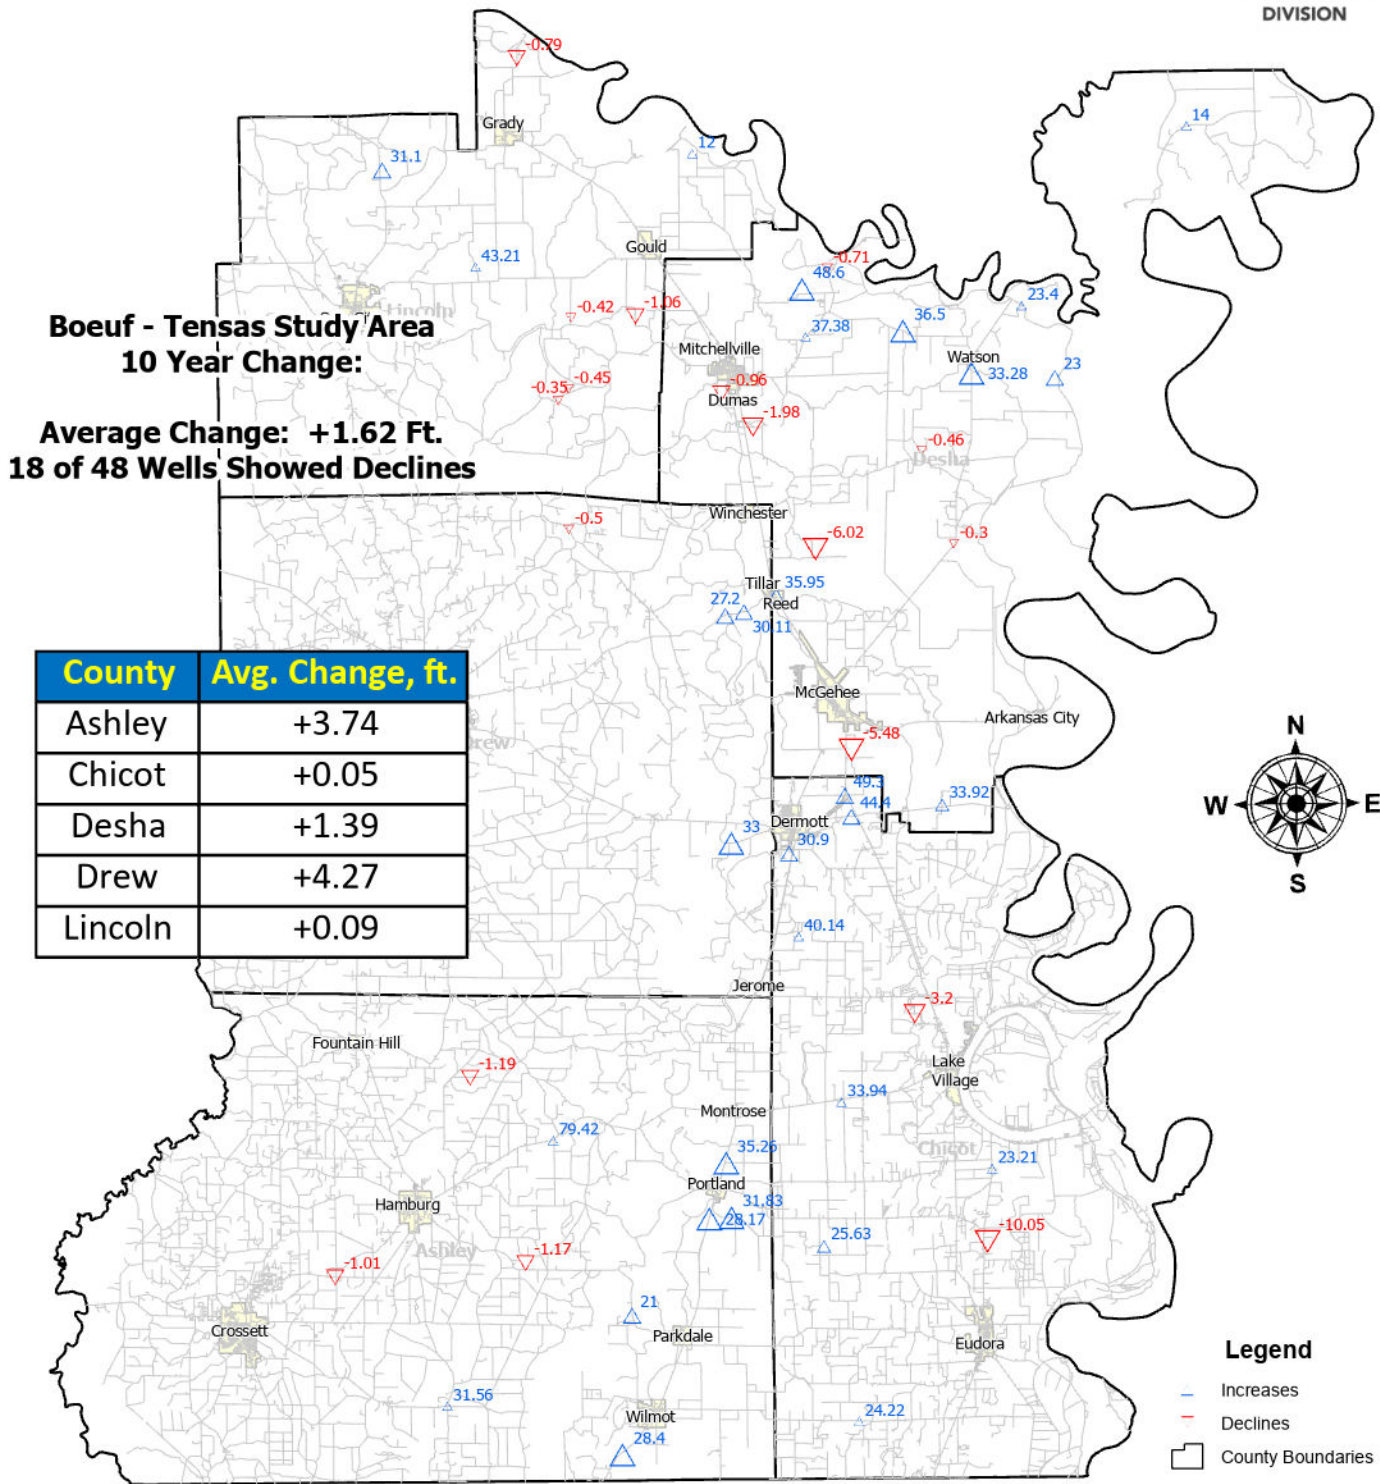 DIVISION
-0.79
Grady
14
12
31.1
Gould
43.21
-0.71
48.6
23.4
Lincoln
-0.42
-1.06
36.5
37.38
Boeuf - Tensas Study Area
10 Year Change:
Mitchellville
Watson
33.28
23
-0.35
-0.45
-0.96
Dumas
-1.98
Average Change: +1.62 Ft.
18 of 48 Wells Showed Declines
-0.46
Desha
Winchester
-0.5
-6.02
-0.3
Tillar
35.95
27.2
Reed
30.11
County Avg. Change, ft.
Ashley +3.74
Chicot +0.05
Desha +1.39
Drew +4.27
Lincoln +0.09
McGehee
Arkansas City
-5.48
N
W
E
S
49.3
44.4
33.92
Dermott
33
30.9
40.14
Jerome
-3.2
Fountain Hill
-1.19
Lake
Village
33.94
Montrose
79.42
Chicot
35.26
23.21
Portland
31.83
28.17
Hamburg
-10.05
25.63
Ashley
-1.17
-1.01
21
Crossett
Parkdale
Eudora
31.56
Wilmot
24.22
28.4
Legend
Increases
Declines
County Boundaries